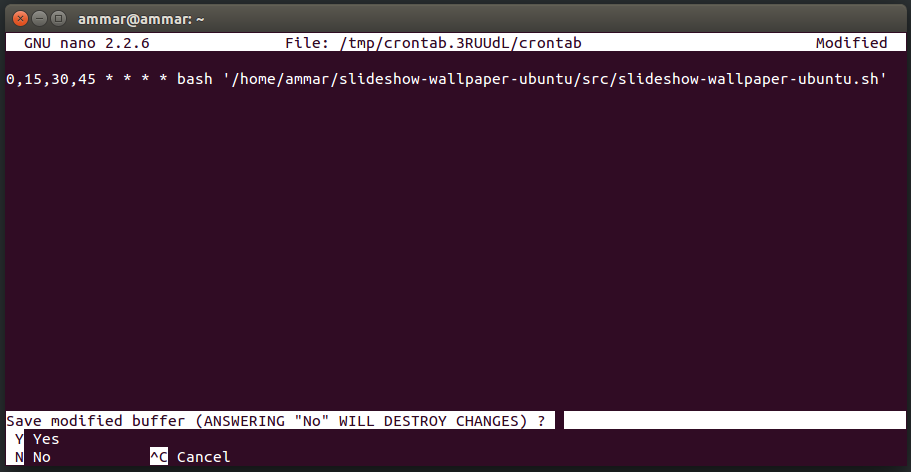 ammar@ammar: ~
GNU nano 2.2.6 File: /tmp/crontab.3RUUdL/crontab Modified
0,15,30,45 * * * * bash '/home/ammar/slideshow-wallpaper-ubuntu/src/slideshow-wallpaper-ubuntu.sh'
Save modified buffer (ANSWERING "No" WILL DESTROY CHANGES) ?
Y Yes
N No ^C Cancel